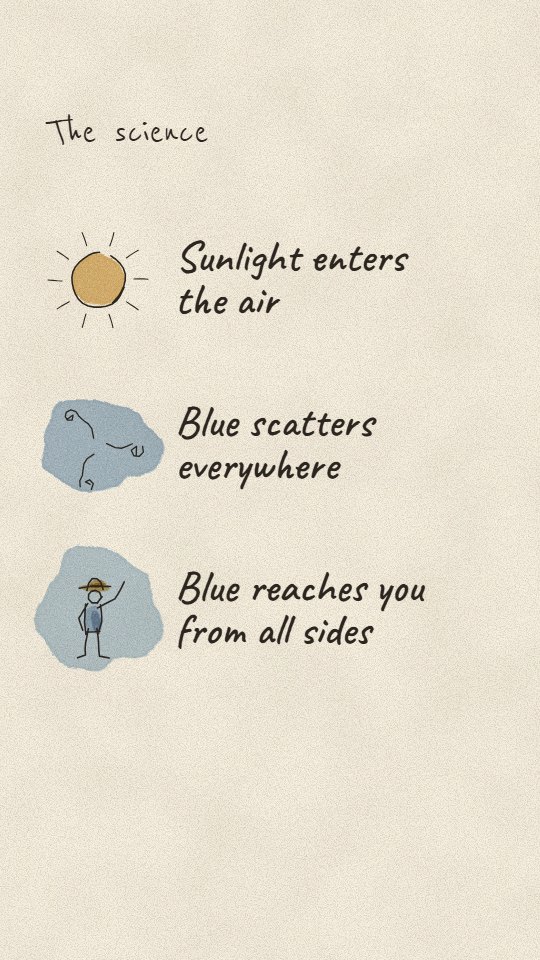 The science
Sunlight enters
the air
Blue scatters
everywhere
Blue reaches you
from all sides